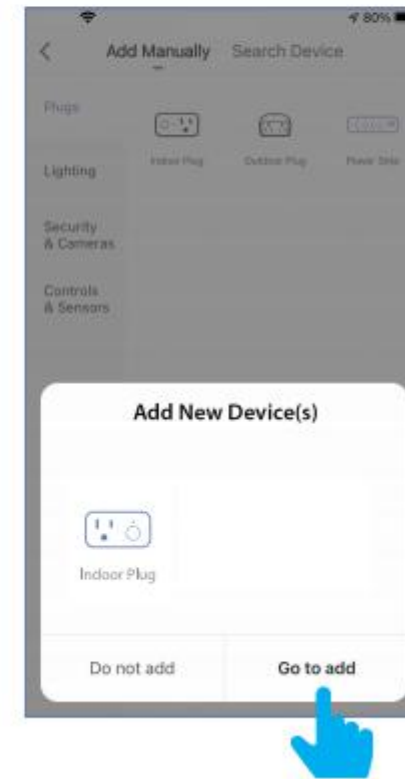 80%
Add Manually Search Device
Plugs
Indoor Plug Outdoor Plug Power Strip
Lighting
Security
& Cameras
Controls
& Sensors
Add New Device(s)
Indoor Plug
Do not add Go to add